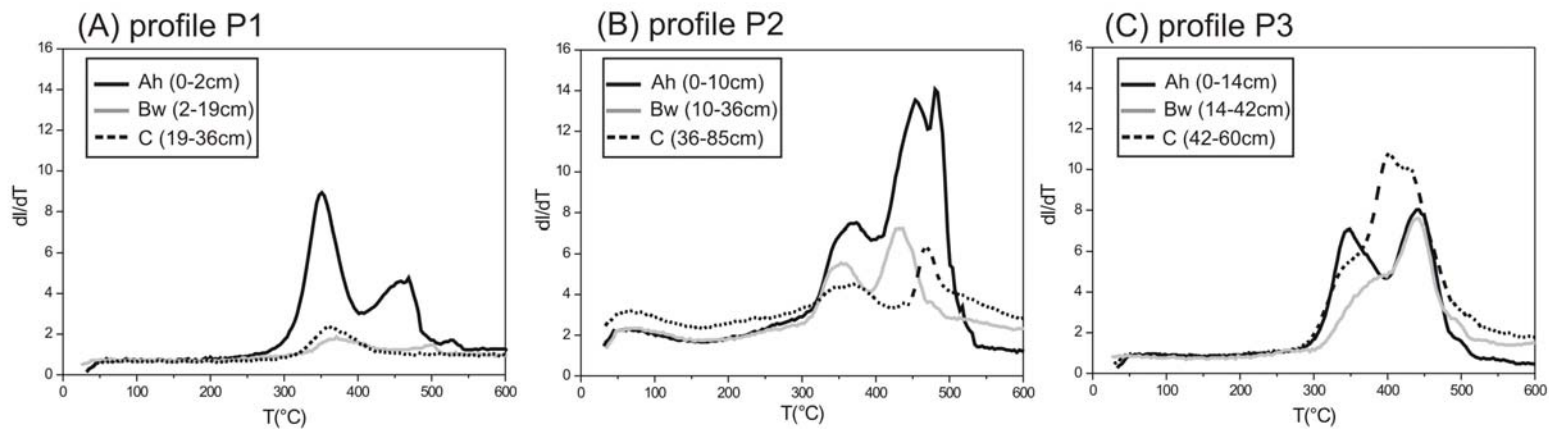 (A) profile P1
16
14
12
10
8
6
4
2
0
dI/dT
Ah (0-2cm)
Bw (2-19cm)
C (19-36cm)
0 100 200 300 400 500 600
T(°C)
(B) profile P2
16
14
12
10
8
6
4
2
0
dI/dT
Ah (0-10cm)
Bw (10-36cm)
C (36-85cm)
0 100 200 300 400 500 600
T(°C)
(C) profile P3
16
14
12
10
8
6
4
2
0
dI/dT
Ah (0-14cm)
Bw (14-42cm)
C (42-60cm)
0 100 200 300 400 500 600
T(°C)